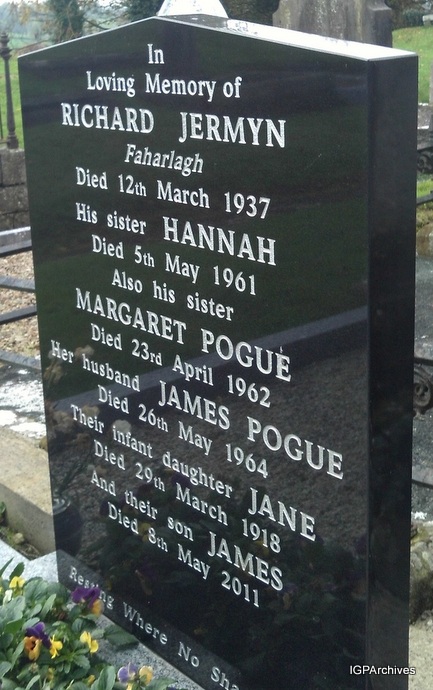 In
Loving Memory of
RICHARD JERMYN
Faharlagh
Died 12th March 1937
His sister HANNAH
Died 5th May 1961
Also his sister
MARGARET POGUE
Died 23rd April 1962
Her husband JAMES POGUE
Died 26th May 1964
Their infant daughter JANE
Died 29th March 1918
And their son JAMES
Died 8th May 2011
Resting Where No Sha
IGPArchives